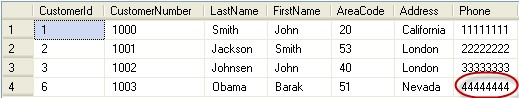 CustomerId CustomerNumber LastName FirstName AreaCode Address Phone
1 1 1000 Smith John 20 California 11111111
2 2 1001 Jackson Smith 53 London 22222222
3 3 1002 Johnsen John 40 London 33333333
4 6 1003 Obama Barak 51 Nevada 44444444